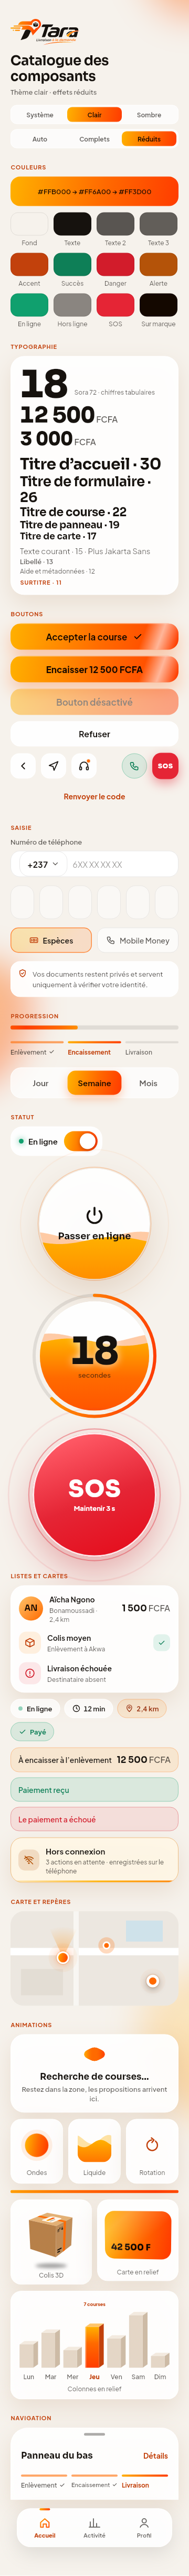 Tara
Catalogue des
composants
Thème clair · effets réduits
Système Clair Sombre
Auto Complets Réduits
COULEURS
#FFB000 → #FF6A00 → #FF3D00
Fond Texte Texte 2 Texte 3
Accent Succès Danger Alerte
En ligne Hors ligne SOS Sur marque
TYPOGRAPHIE
18 Sora 72 · chiffres tabulaires
12 500 FCFA
3 000 FCFA
Titre d’accueil · 30
Titre de formulaire ·
26
Titre de course · 22
Titre de panneau · 19
Titre de carte · 17
Texte courant · 15 · Plus Jakarta Sans
Libellé · 13
Aide et métadonnées · 12
SURTITRE · 11
BOUTONS
Accepter la course
Encaisser 12 500 FCFA
Bouton désactivé
Refuser
SOS
Renvoyer le code
SAISIE
Numéro de téléphone
+237 6XX XX XX XX
Espèces Mobile Money
Vos documents restent privés et servent
uniquement à vérifier votre identité.
PROGRESSION
Enlèvement Encaissement Livraison
Jour Semaine Mois
STATUT
En ligne
Passer en ligne
18
secondes
SOS
Maintenir 3 s
LISTES ET CARTES
AN Aïcha Ngono
Bonamoussadi ·
2,4 km
1 500 FCFA
Colis moyen
Enlèvement à Akwa
Livraison échouée
Destinataire absent
En ligne 12 min 2,4 km
Payé
À encaisser à l’enlèvement 12 500 FCFA
Paiement reçu
Le paiement a échoué
Hors connexion
3 actions en attente · enregistrées sur le
téléphone
CARTE ET REPÈRES
ANIMATIONS
Recherche de courses…
Restez dans la zone, les propositions arrivent
ici.
Ondes Liquide Rotation
42 500 F
Colis 3D Carte en relief
7 courses
Lun Mar Mer Jeu Ven Sam Dim
Colonnes en relief
NAVIGATION
Panneau du bas Détails
Enlèvement Encaissement Livraison
Accueil Activité Profil